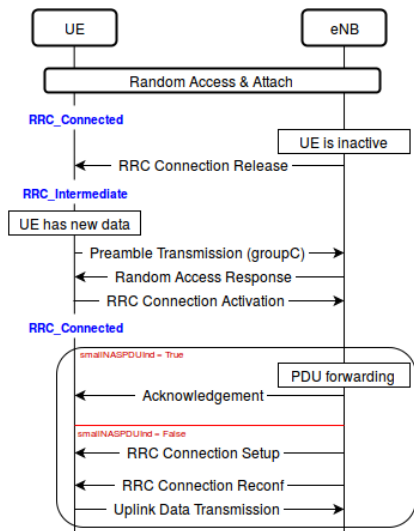 UE eNB
Random Access & Attach
RRC_Connected
UE is inactive
RRC Connection Release
RRC_Intermediate
UE has new data
Preamble Transmission (groupC)
Random Access Response
RRC Connection Activation
RRC_Connected
smallNASPDUInd = True
PDU forwarding
Acknowledgement
smallNASPDUInd = False
RRC Connection Setup
RRC Connection Reconf
Uplink Data Transmission